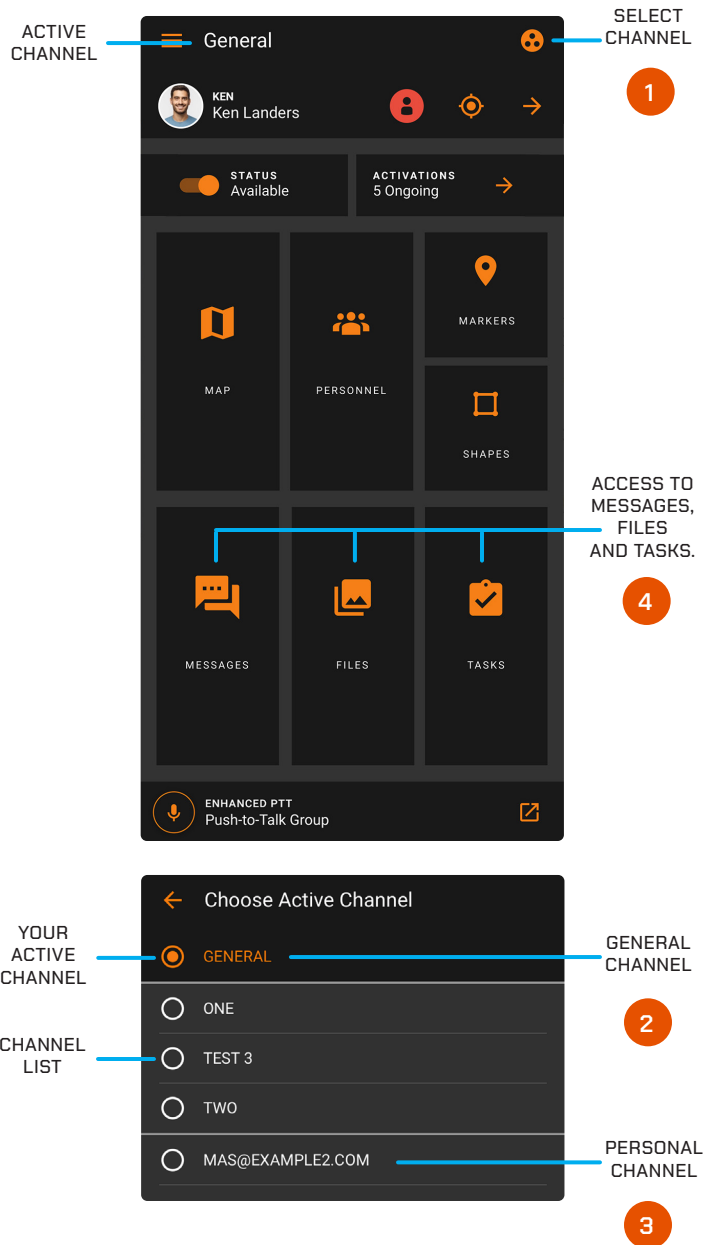 ACTIVE
CHANNEL
General
SELECT
CHANNEL
1
KEN
Ken Landers
STATUS
Available
ACTIVATIONS
5 Ongoing
MAP
PERSONNEL
MARKERS
SHAPES
ACCESS TO
MESSAGES,
FILES
AND TASKS.
4
MESSAGES
FILES
TASKS
ENHANCED PTT
Push-to-Talk Group
Choose Active Channel
YOUR
ACTIVE
CHANNEL
GENERAL
GENERAL
CHANNEL
2
ONE
CHANNEL
LIST
TEST 3
TWO
MAS@EXAMPLE2.COM
PERSONAL
CHANNEL
3